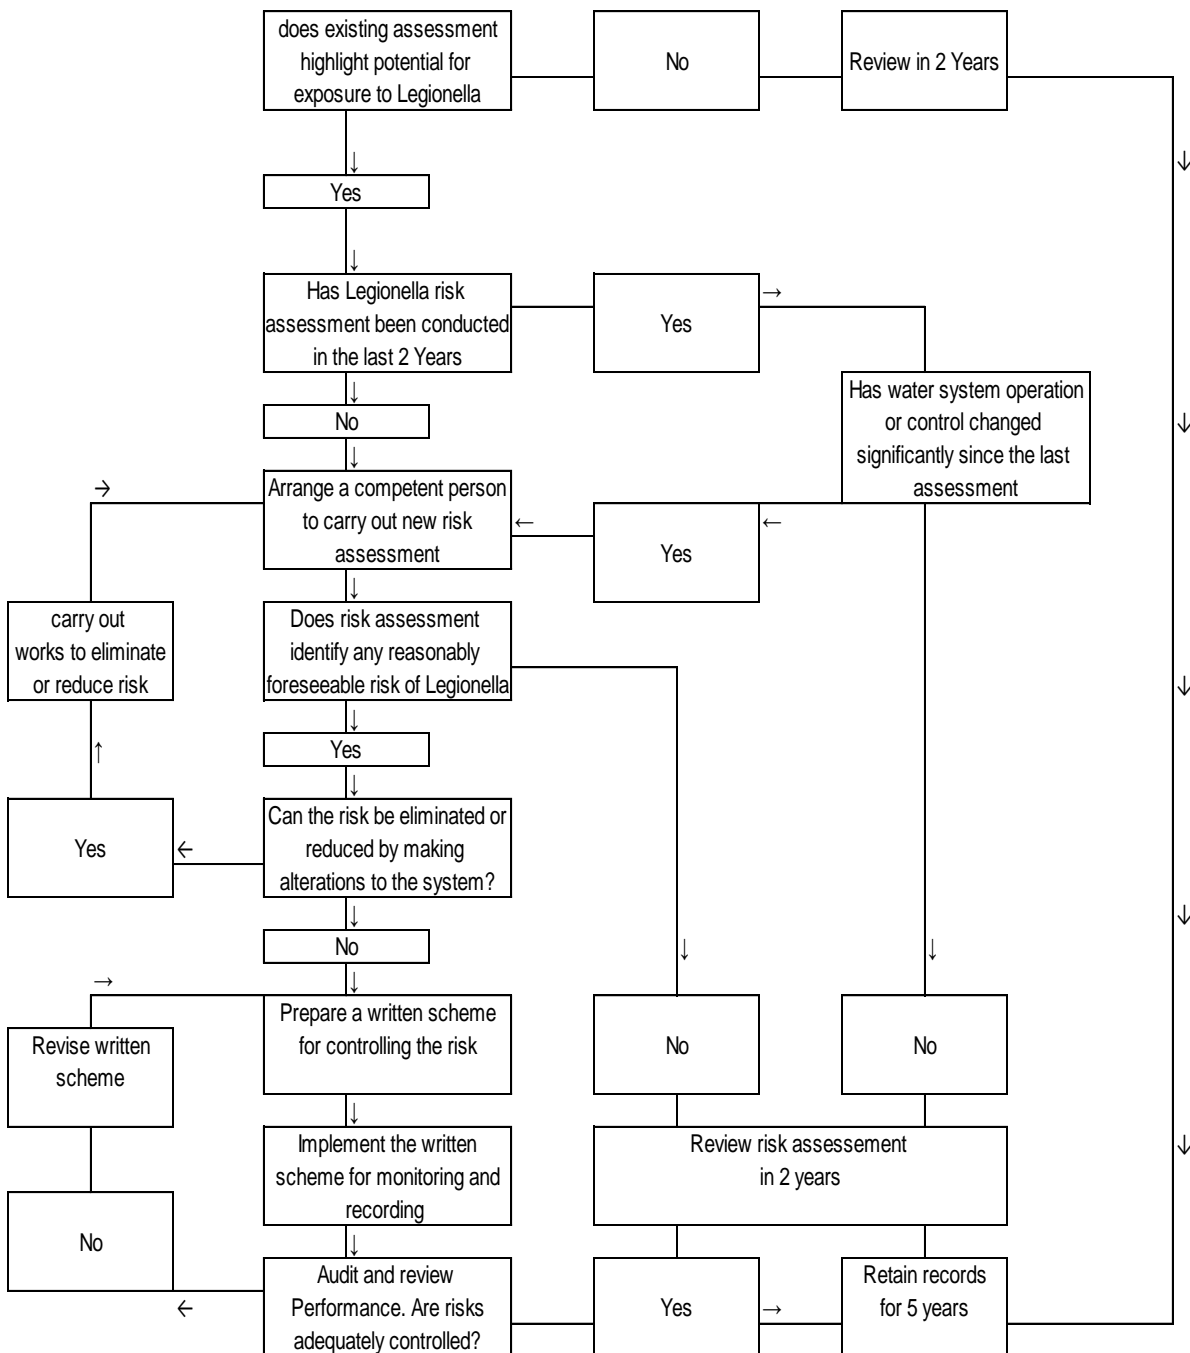 does existing assessment
highlight potential for
exposure to Legionella
No
Review in 2 Years
Yes
Has Legionella risk
assessment been conducted
in the last 2 Years
Yes
Has water system operation
or control changed
significantly since the last
assessment
No
Arrange a competent person
to carry out new risk
assessment
Yes
carry out
works to eliminate
or reduce risk
Does risk assessment
identify any reasonably
foreseeable risk of Legionella
Yes
Can the risk be eliminated or
reduced by making
alterations to the system?
Yes
No
Prepare a written scheme
for controlling the risk
No
No
Revise written
scheme
Implement the written
scheme for monitoring and
recording
Review risk assessement
in 2 years
No
Audit and review
Performance. Are risks
adequately controlled?
Yes
Retain records
for 5 years